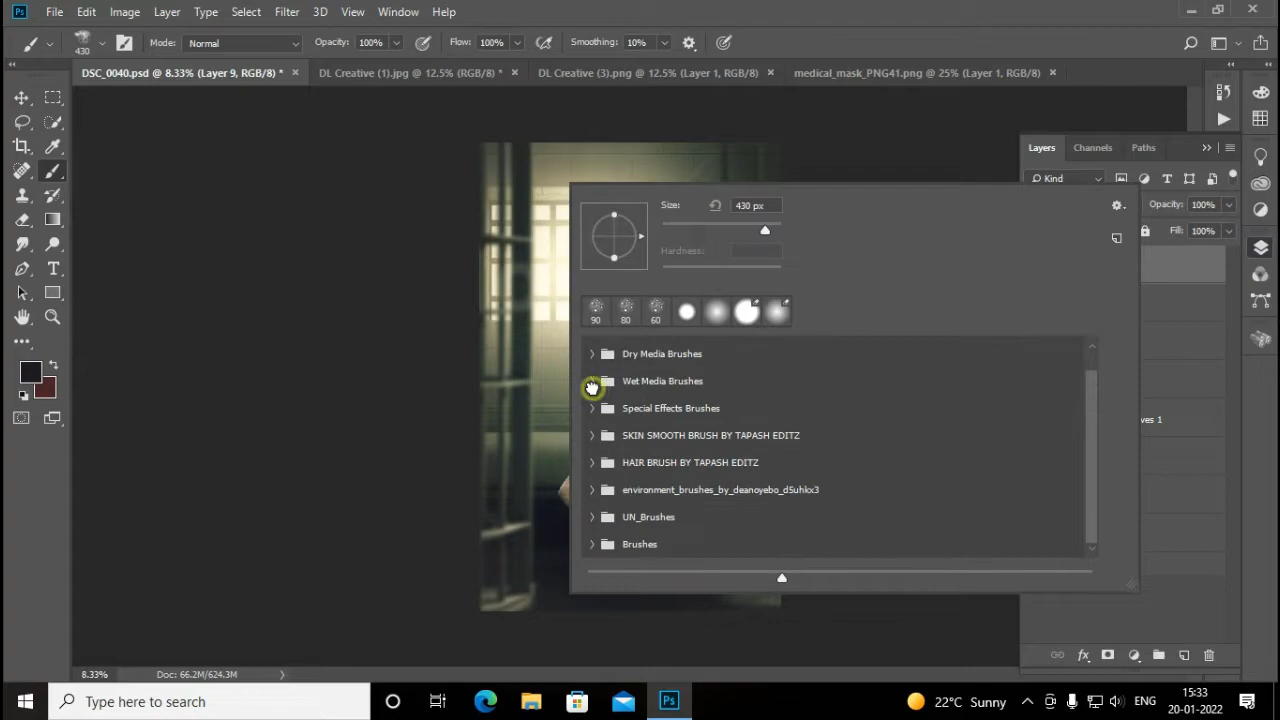 Ps File Edit Image Layer Type Select Filter 3D View Window Help
430 Mode: Normal Opacity: 100% Flow: 100% Smoothing: 10%
DSC_0040.psd @ 8.33% (Layer 9, RGB/8) * DL Creative (1).jpg @ 12.5% (RGB/8) * DL Creative (3).png @ 12.5% (Layer 1, RGB/8) medical_mask_PNG41.png @ 25% (Layer 1, RGB/8)
Layers Channels Paths
Kind
Size: 430 px
Opacity: 100%
Fill: 100%
Hardness:
90 80 60
Dry Media Brushes
Wet Media Brushes
Special Effects Brushes
ves 1
SKIN SMOOTH BRUSH BY TAPASH EDITZ
HAIR BRUSH BY TAPASH EDITZ
environment_brushes_by_deanoyebo_d5uhkx3
UN_Brushes
Brushes
fx
8.33% Doc: 66.2M/624.3M
Type here to search
Ps
22°C Sunny
ENG
15:33
20-01-2022